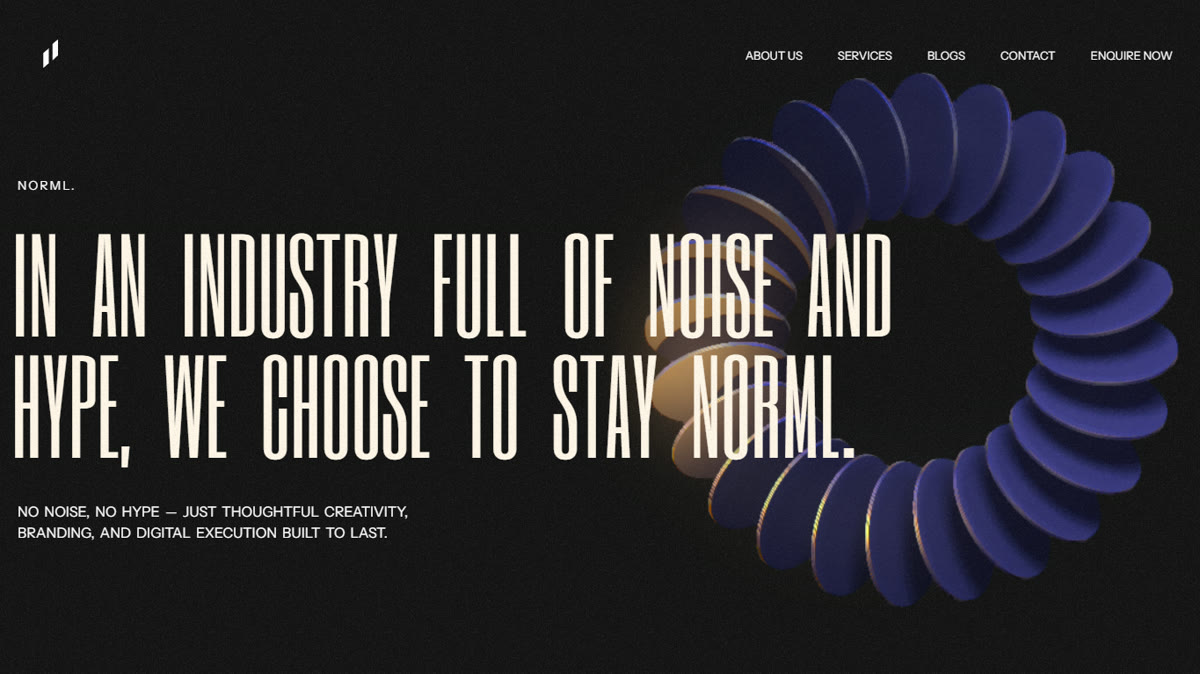 ABOUT US SERVICES BLOGS CONTACT ENQUIRE NOW
NORML.
IN AN INDUSTRY FULL OF NOISE AND
HYPE, WE CHOOSE TO STAY NORML.
NO NOISE, NO HYPE — JUST THOUGHTFUL CREATIVITY,
BRANDING, AND DIGITAL EXECUTION BUILT TO LAST.